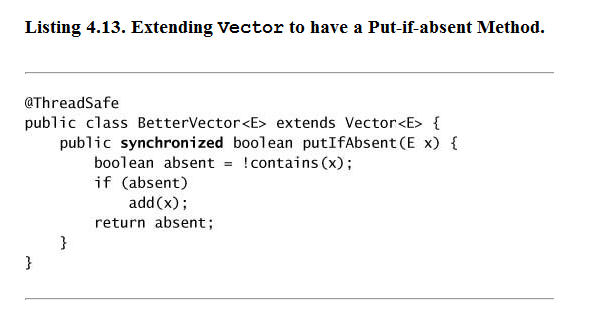 Listing 4.13. Extending Vector to have a Put-if-absent Method.
@ThreadSafe
public class BetterVector<E> extends Vector<E> {
    public synchronized boolean putIfAbsent(E x) {
        boolean absent = !contains(x);
        if (absent)
            add(x);
        return absent;
    }
}